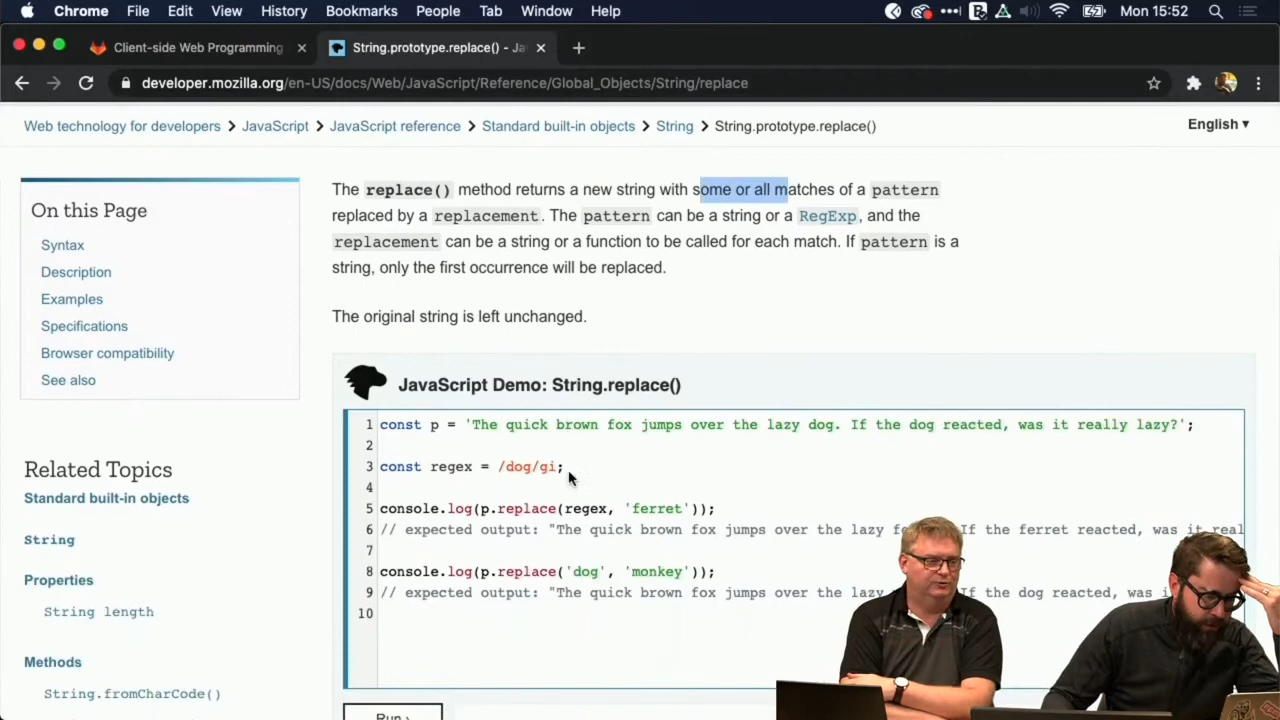 Chrome File Edit View History Bookmarks People Tab Window Help Mon 15:52
Client-side Web Programming String.prototype.replace() - Ja
developer.mozilla.org/en-US/docs/Web/JavaScript/Reference/Global_Objects/String/replace
Web technology for developers JavaScript JavaScript reference Standard built-in objects String String.prototype.replace() English ▾
On this Page
Syntax
Description
Examples
Specifications
Browser compatibility
See also
Related Topics
Standard built-in objects
String
Properties
String length
Methods
String.fromCharCode()
The replace() method returns a new string with some or all matches of a pattern
replaced by a replacement. The pattern can be a string or a RegExp, and the
replacement can be a string or a function to be called for each match. If pattern is a
string, only the first occurrence will be replaced.
The original string is left unchanged.
JavaScript Demo: String.replace()
1 const p = 'The quick brown fox jumps over the lazy dog. If the dog reacted, was it really lazy?';
2
3 const regex = /dog/gi;
4
5 console.log(p.replace(regex, 'ferret'));
6 // expected output: "The quick brown fox jumps over the lazy fe If the ferret reacted, was it real
7
8 console.log(p.replace('dog', 'monkey'));
9 // expected output: "The quick brown fox jumps over the lazy If the dog reacted, was i
10
Run ›